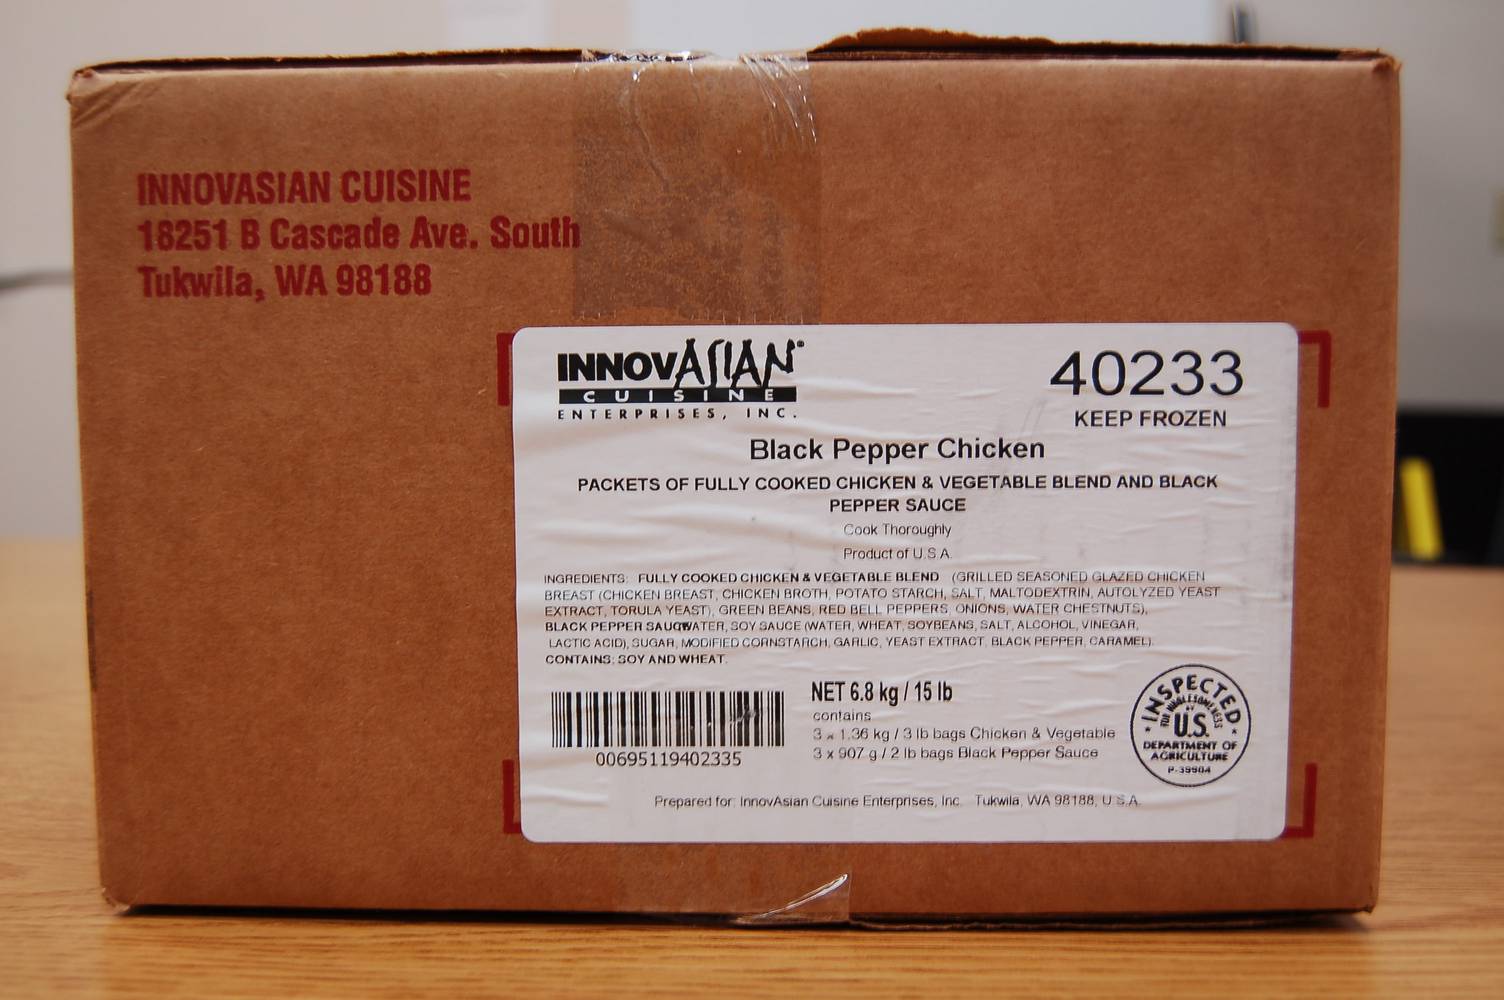 INNOVASIAN CUISINE
18251 B Cascade Ave. South
Tukwila, WA 98188
INNOVASIAN®
CUISINE
ENTERPRISES, INC.
40233
KEEP FROZEN
Black Pepper Chicken
PACKETS OF FULLY COOKED CHICKEN & VEGETABLE BLEND AND BLACK
PEPPER SAUCE
Cook Thoroughly
Product of U.S.A.
INGREDIENTS: FULLY COOKED CHICKEN & VEGETABLE BLEND (GRILLED SEASONED GLAZED CHICKEN
BREAST (CHICKEN BREAST, CHICKEN BROTH, POTATO STARCH, SALT, MALTODEXTRIN, AUTOLYZED YEAST
EXTRACT, TORULA YEAST), GREEN BEANS, RED BELL PEPPERS, ONIONS, WATER CHESTNUTS),
BLACK PEPPER SAUCWATER, SOY SAUCE (WATER, WHEAT, SOYBEANS, SALT, ALCOHOL, VINEGAR,
LACTIC ACID), SUGAR, MODIFIED CORNSTARCH, GARLIC, YEAST EXTRACT, BLACK PEPPER, CARAMEL).
CONTAINS: SOY AND WHEAT.
00695119402335
NET 6.8 kg / 15 lb
contains
3 x 1.36 kg / 3 lb bags Chicken & Vegetable
3 x 907 g / 2 lb bags Black Pepper Sauce
INSPECTED
FOR WHOLESOMENESS
BY
U.S.
DEPARTMENT OF
AGRICULTURE
P-39904
Prepared for: InnovAsian Cuisine Enterprises, Inc. Tukwila, WA 98188, U.S.A.